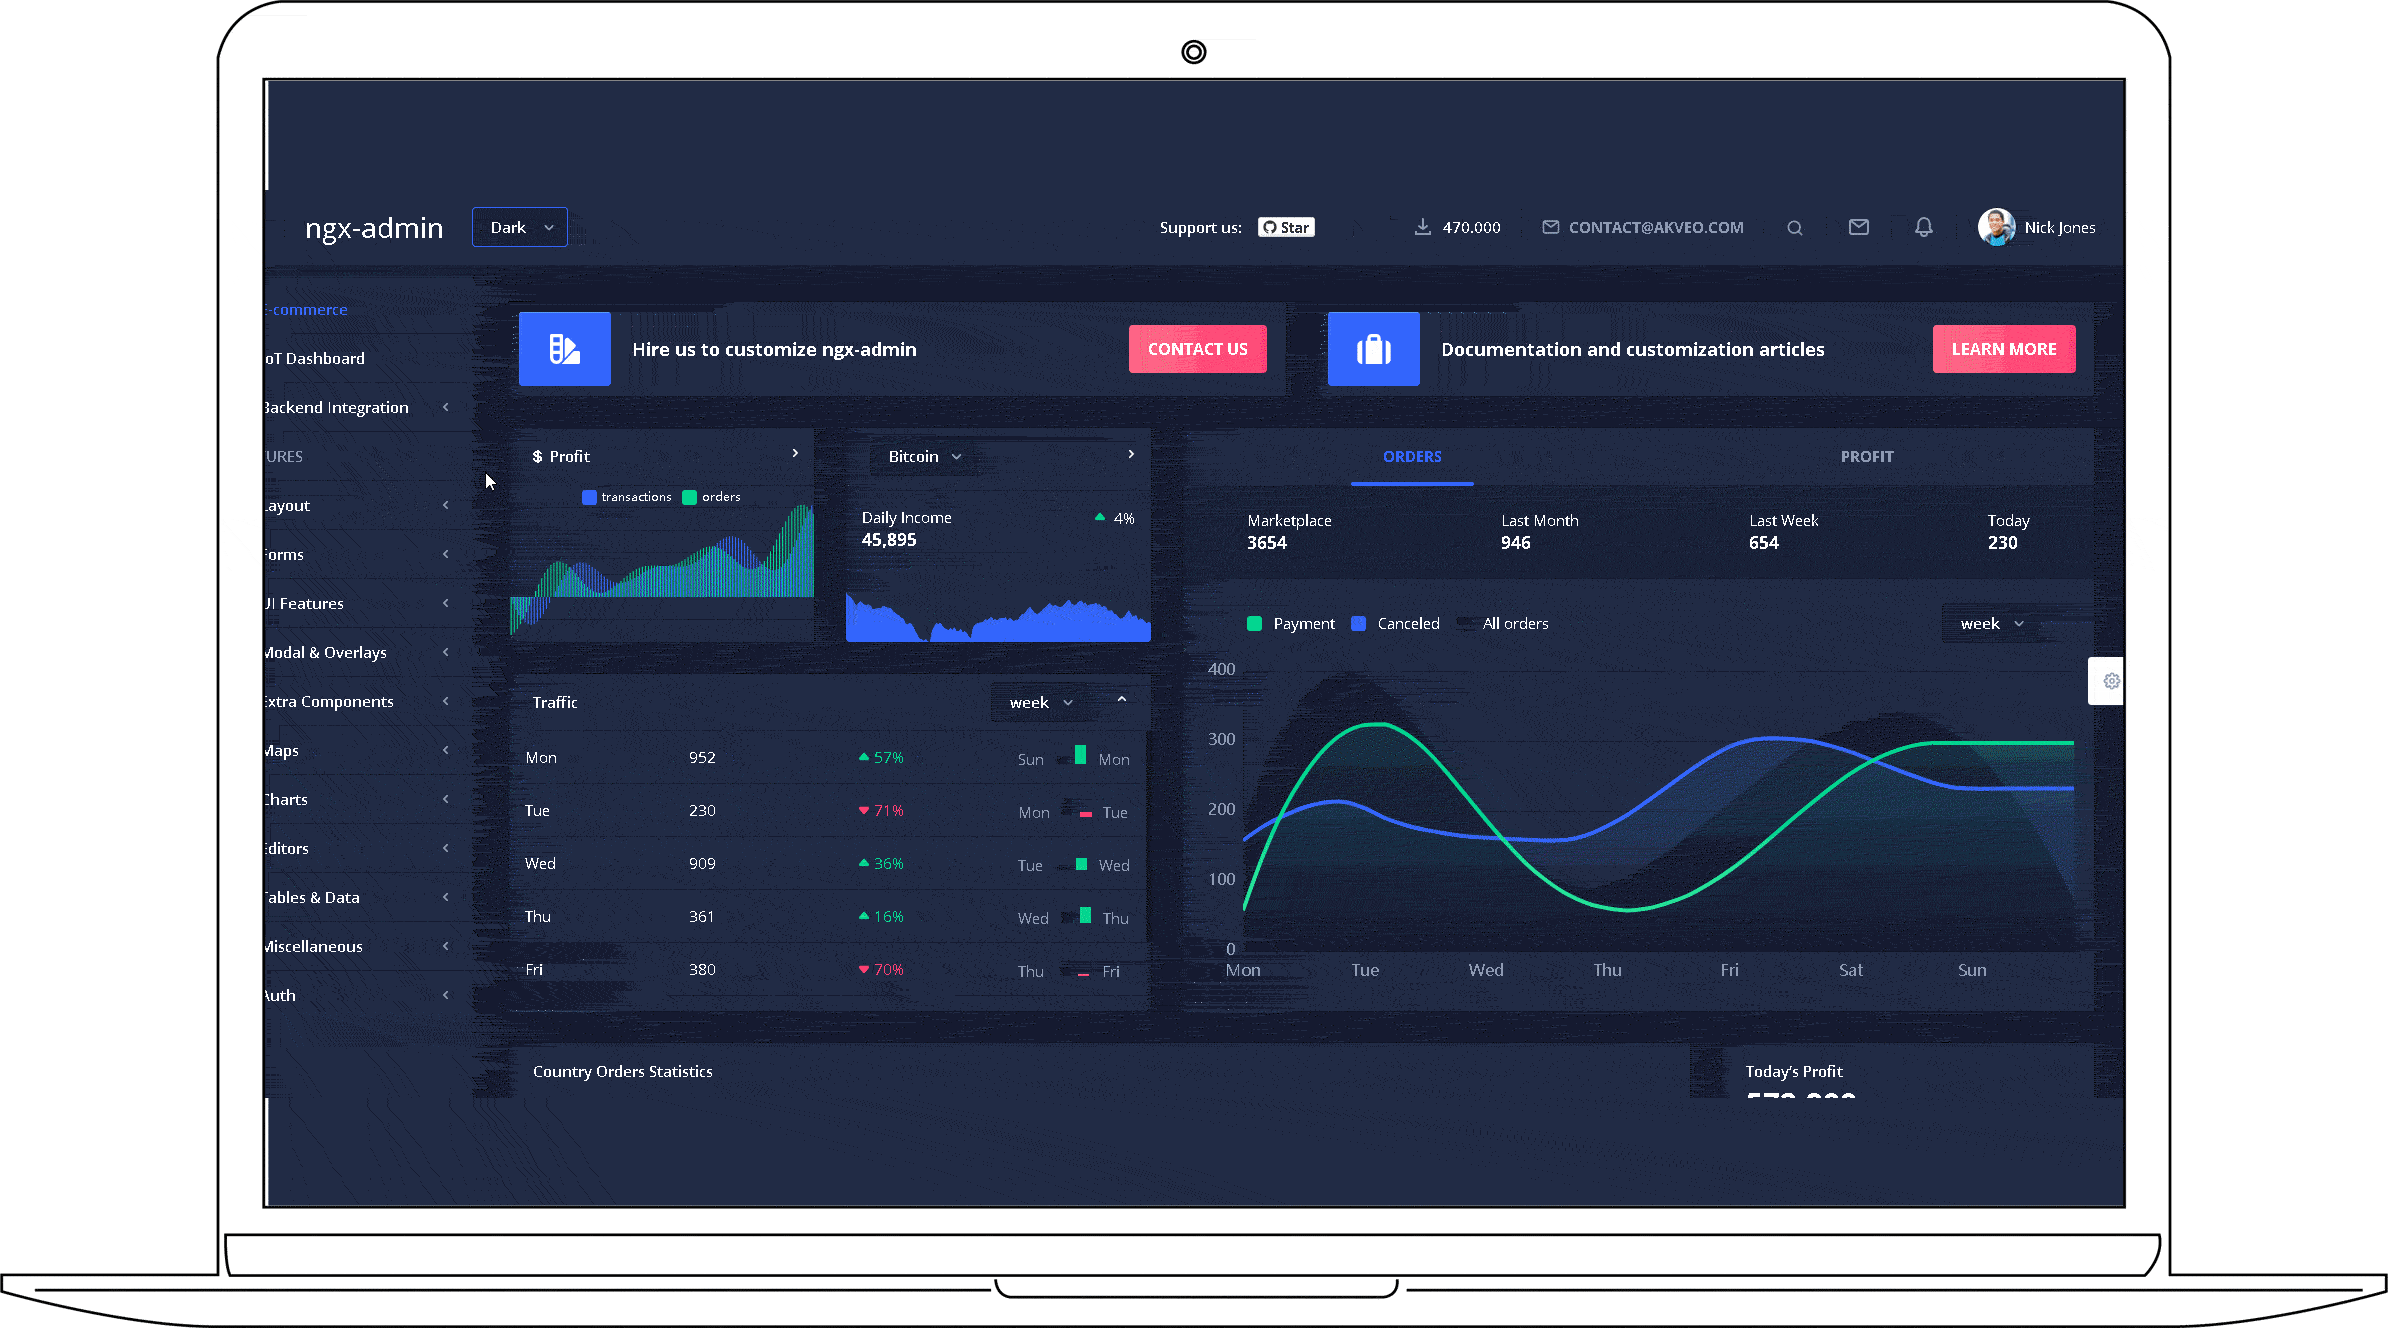 ngx-admin
Dark
Support us:
Star
470.000
CONTACT@AKVEO.COM
Nick Jones
E-commerce
IoT Dashboard
Backend Integration
URES
Layout
Forms
UI Features
Modal & Overlays
Extra Components
Maps
Charts
Editors
Tables & Data
Miscellaneous
Auth
Hire us to customize ngx-admin
CONTACT US
Documentation and customization articles
LEARN MORE
$ Profit
transactions
orders
Bitcoin
Daily Income
45,895
4%
ORDERS
PROFIT
Marketplace
3654
Last Month
946
Last Week
654
Today
230
Payment
Canceled
All orders
week
400
300
200
100
0
Mon Tue Wed Thu Fri Sat Sun
Traffic
week
Mon 952 57% Sun Mon
Tue 230 71% Mon Tue
Wed 909 36% Tue Wed
Thu 361 16% Wed Thu
Fri 380 70% Thu Fri
Country Orders Statistics
Today's Profit